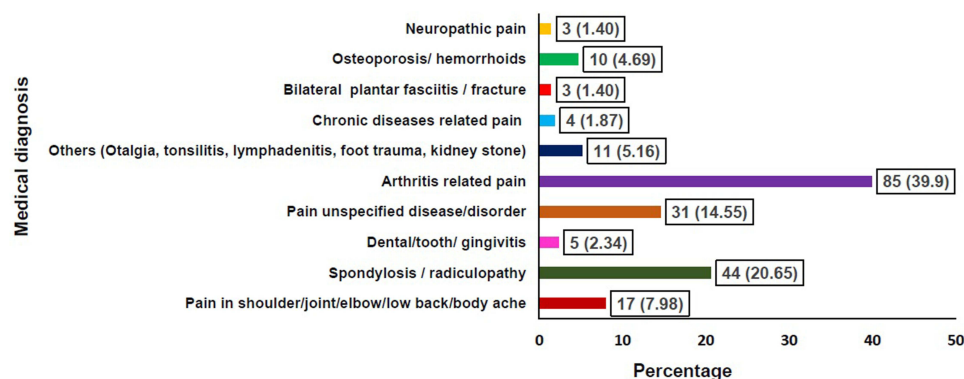 Medical diagnosis
Neuropathic pain 3 (1.40)
Osteoporosis/ hemorrhoids 10 (4.69)
Bilateral plantar fasciitis / fracture 3 (1.40)
Chronic diseases related pain 4 (1.87)
Others (Otalgia, tonsilitis, lymphadenitis, foot trauma, kidney stone) 11 (5.16)
Arthritis related pain 85 (39.9)
Pain unspecified disease/disorder 31 (14.55)
Dental/tooth/ gingivitis 5 (2.34)
Spondylosis / radiculopathy 44 (20.65)
Pain in shoulder/joint/elbow/low back/body ache 17 (7.98)
0 10 20 30 40 50
Percentage